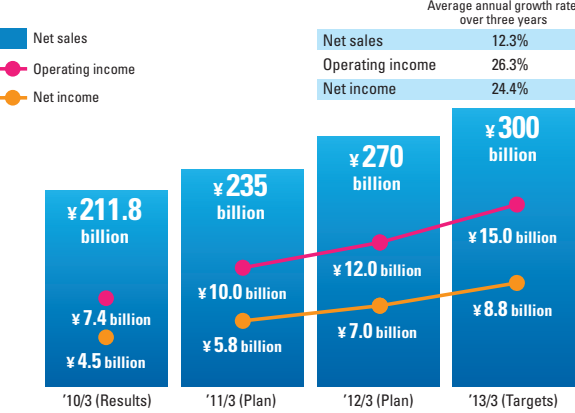 Average annual growth rate
over three years
Net sales
Operating income
Net income
Net sales 12.3%
Operating income 26.3%
Net income 24.4%
¥211.8
billion
¥7.4 billion
¥4.5 billion
¥235
billion
¥10.0 billion
¥5.8 billion
¥270
billion
¥12.0 billion
¥7.0 billion
¥300
billion
¥15.0 billion
¥8.8 billion
'10/3 (Results) '11/3 (Plan) '12/3 (Plan) '13/3 (Targets)